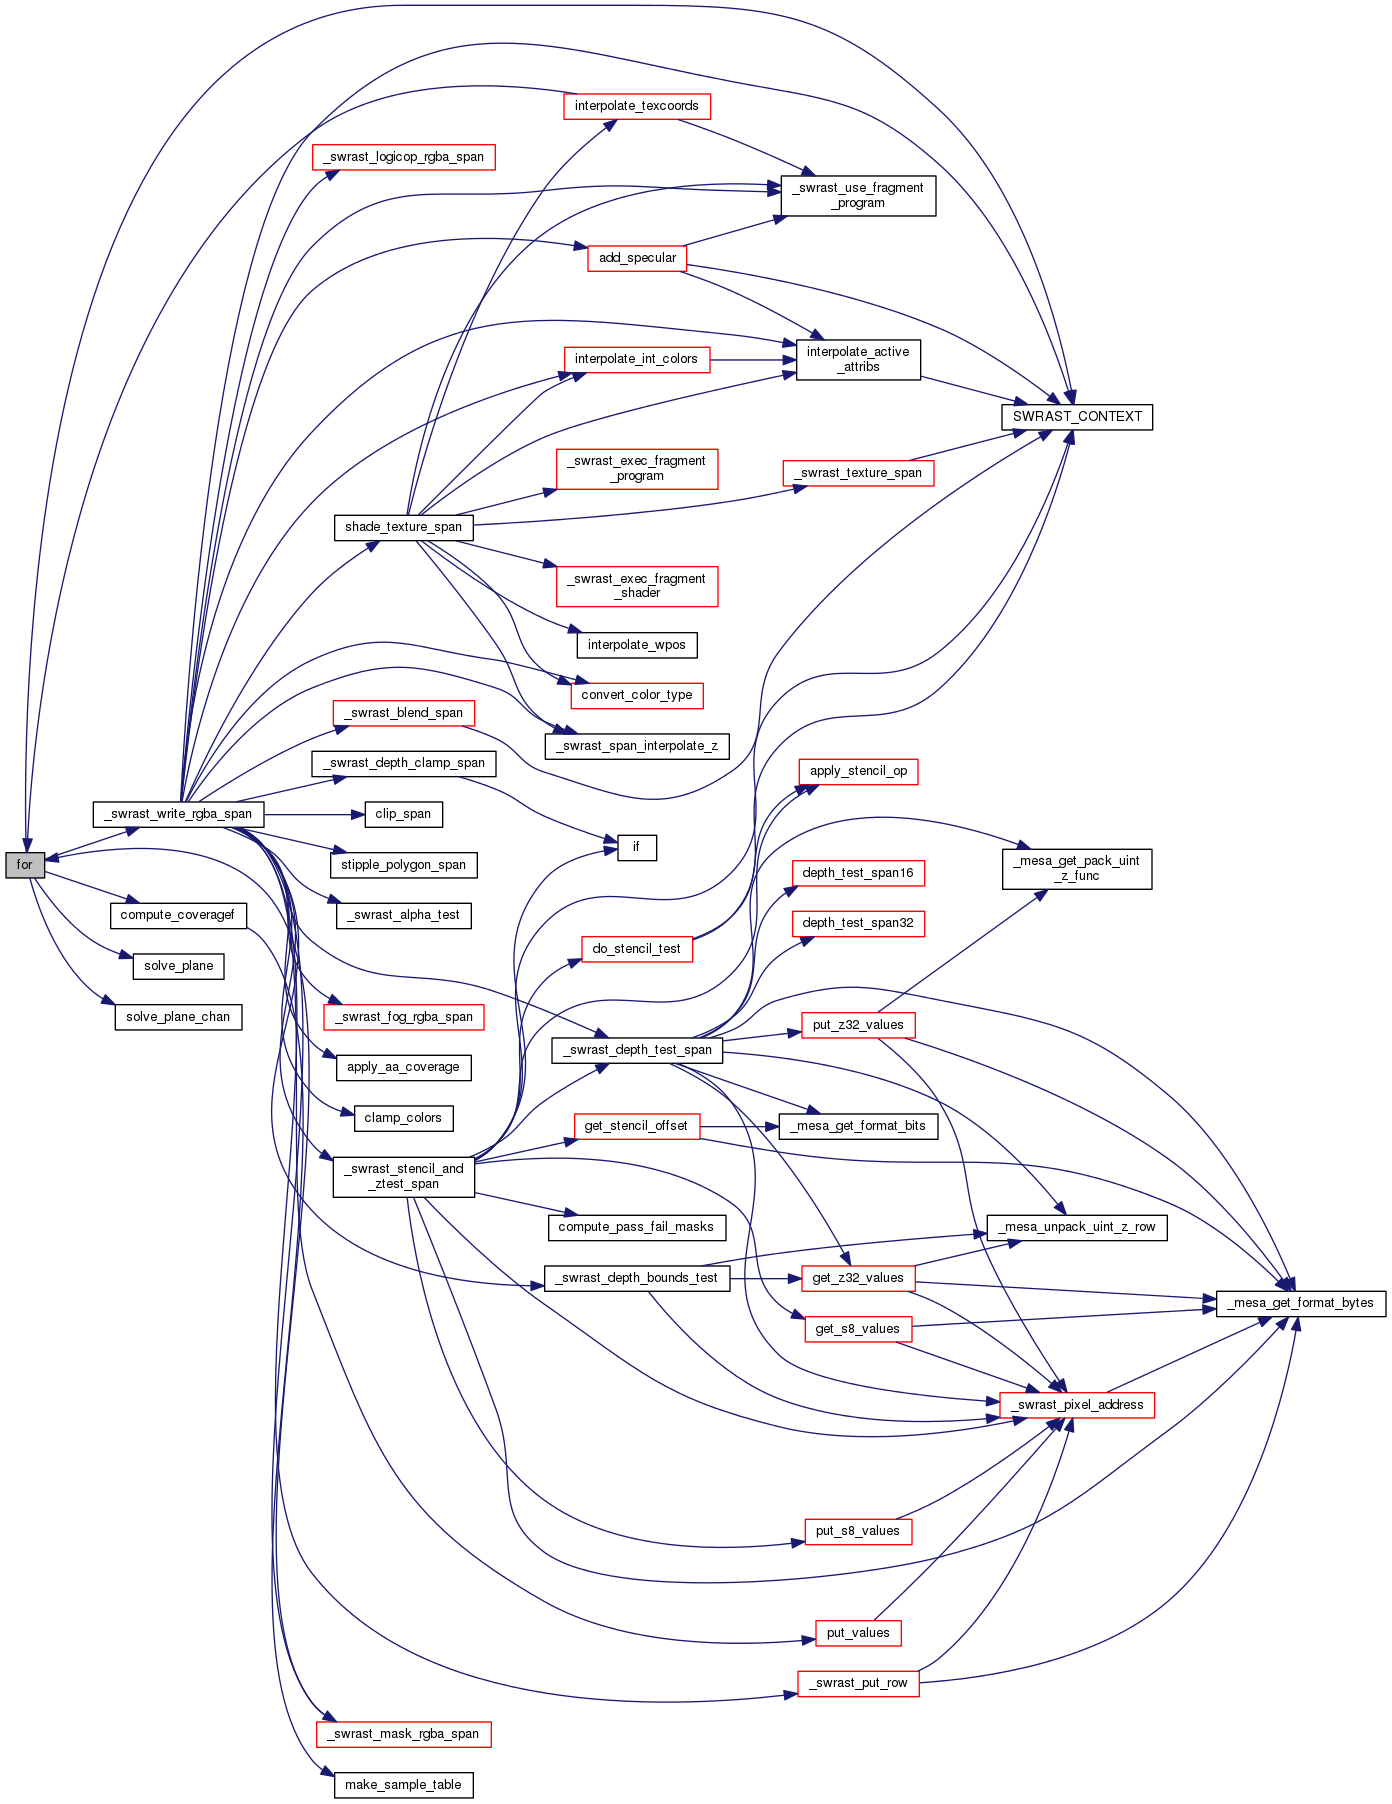 interpolate_texcoords
_swrast_logicop_rgba_span
_swrast_use_fragment
_program
add_specular
interpolate_active
_attribs
interpolate_int_colors
SWRAST_CONTEXT
_swrast_exec_fragment
_program
_swrast_texture_span
shade_texture_span
_swrast_exec_fragment
_shader
interpolate_wpos
convert_color_type
_swrast_blend_span
_swrast_span_interpolate_z
_swrast_depth_clamp_span
apply_stencil_op
_swrast_write_rgba_span
clip_span
if
for
stipple_polygon_span
_mesa_get_pack_uint
_z_func
depth_test_span16
compute_coveragef
_swrast_alpha_test
depth_test_span32
do_stencil_test
solve_plane
solve_plane_chan
_swrast_fog_rgba_span
put_z32_values
_swrast_depth_test_span
apply_aa_coverage
clamp_colors
get_stencil_offset
_mesa_get_format_bits
_swrast_stencil_and
_ztest_span
compute_pass_fail_masks
_mesa_unpack_uint_z_row
_swrast_depth_bounds_test
get_z32_values
_mesa_get_format_bytes
get_s8_values
_swrast_pixel_address
put_s8_values
put_values
_swrast_put_row
_swrast_mask_rgba_span
make_sample_table